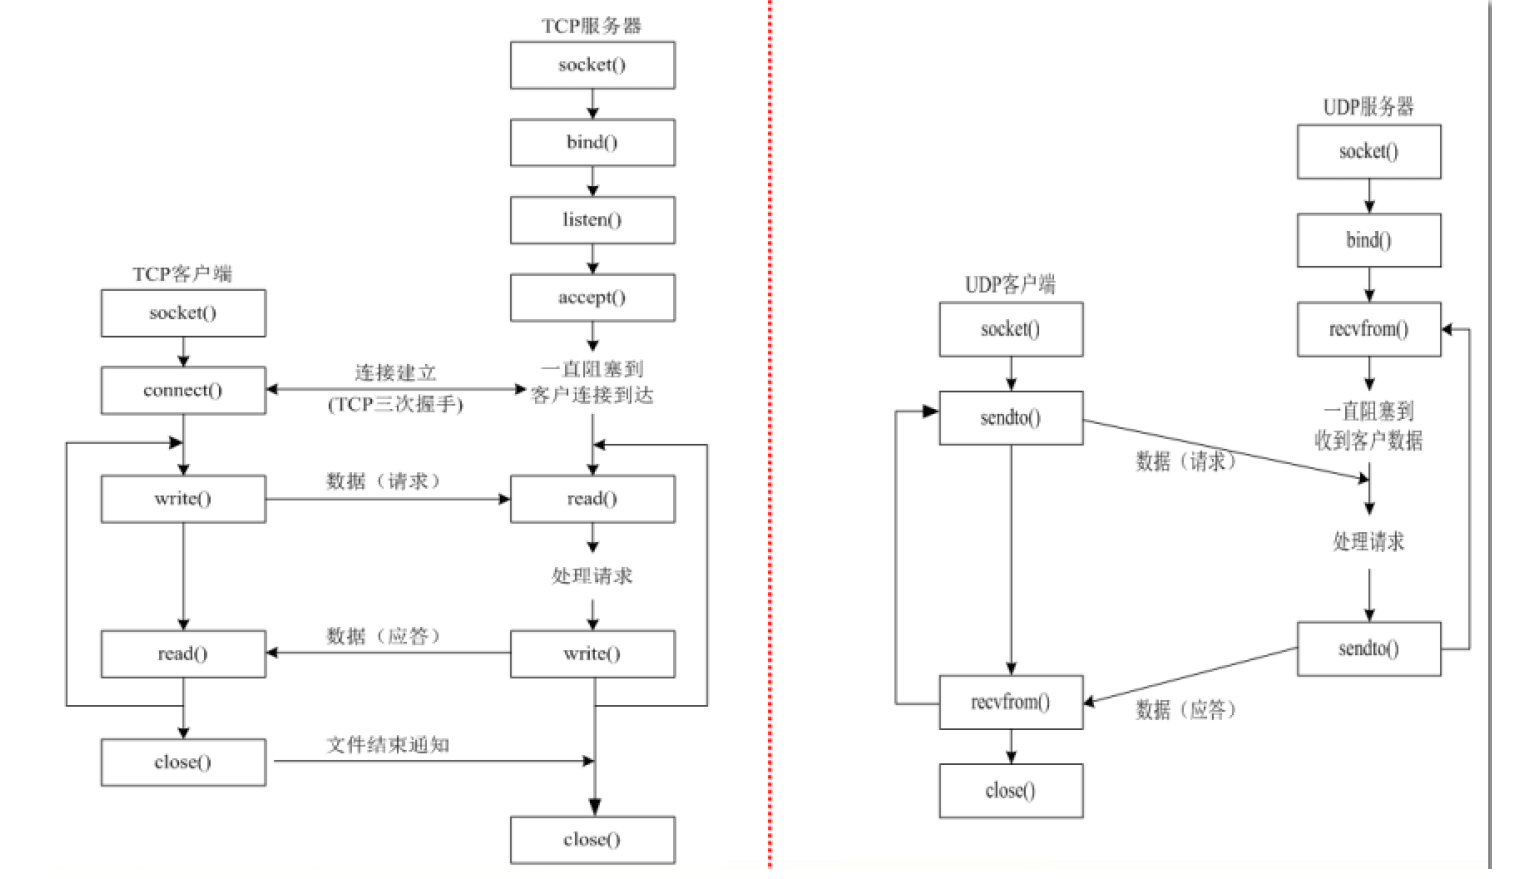 TCP服务器
socket()
bind()
listen()
accept()
一直阻塞到
客户连接到达
TCP客户端
socket()
connect()
连接建立
(TCP三次握手)
write()
数据（请求）
read()
处理请求
read()
数据（应答）
write()
close()
文件结束通知
close()
UDP服务器
socket()
bind()
recvfrom()
一直阻塞到
收到客户数据
UDP客户端
socket()
sendto()
数据（请求）
处理请求
sendto()
recvfrom()
数据（应答）
close()